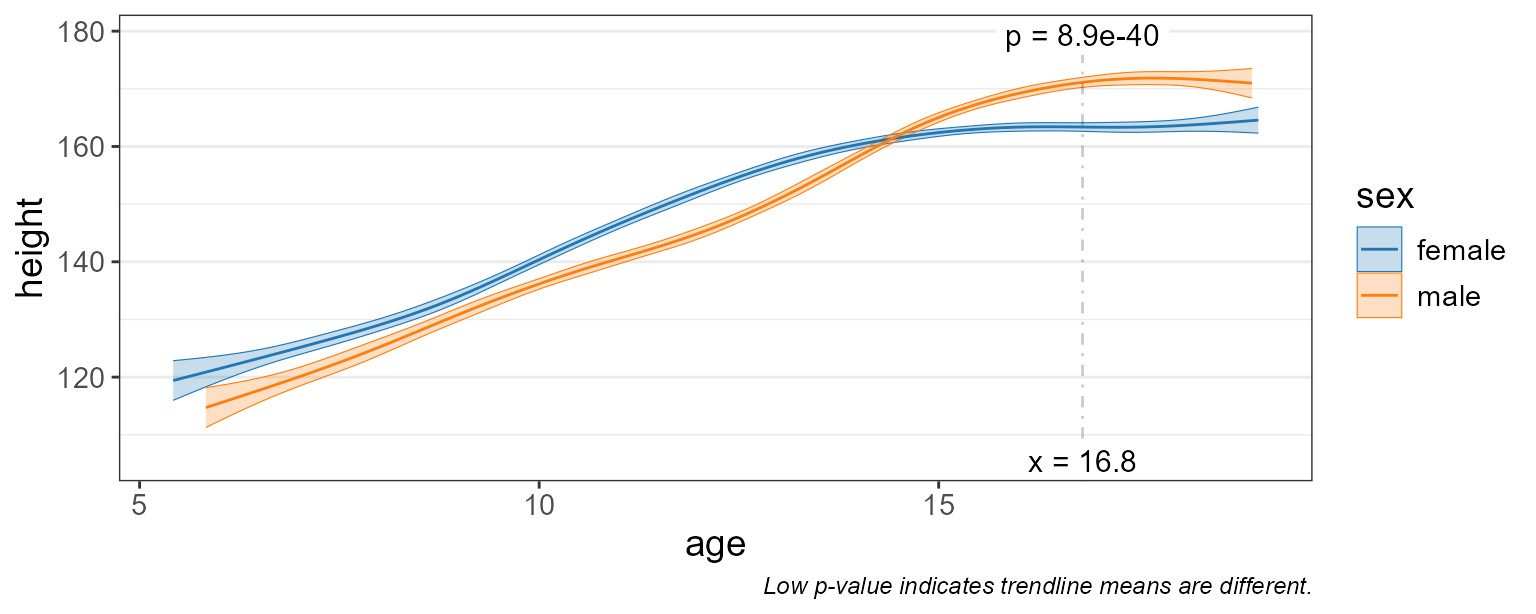 180
160
140
120
height
p = 8.9e-40
x = 16.8
5
10
15
age
sex
female
male
Low p-value indicates trendline means are different.